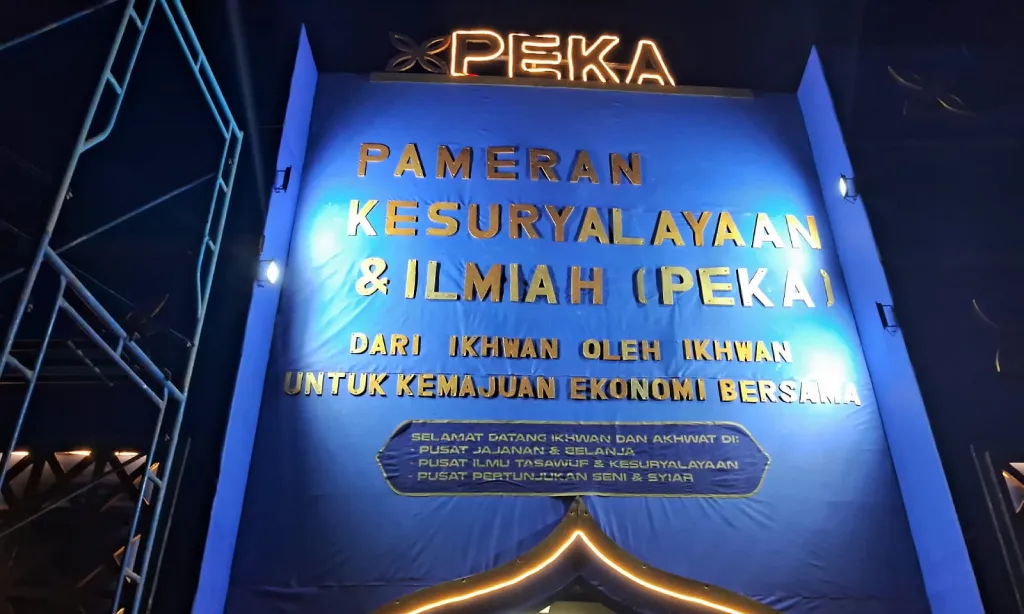 PEKA
PAMERAN
KESURYALAYAAN
& ILMIAH (PEKA)
DARI IKHWAN OLEH IKHWAN
UNTUK KEMAJUAN EKONOMI BERSAMA
SELAMAT DATANG IKHWAN DAN AKHWAT DI:
- PUSAT JAJANAN & BELANJA
- PUSAT ILMU TASAWUF & KESURYALAYAAN
- PUSAT PERTUNJUKAN SENI & SYIAR